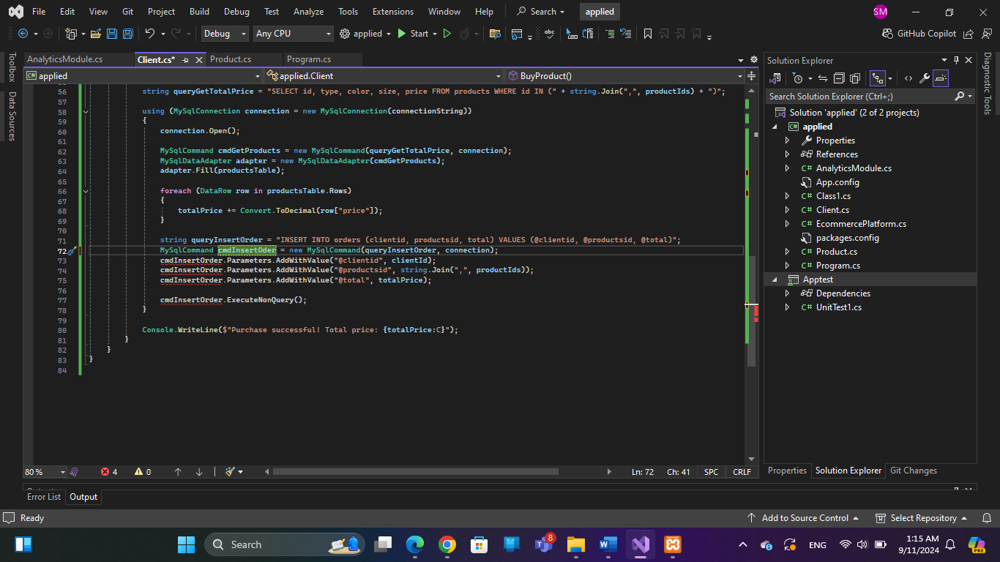 File Edit View Git Project Build Debug Test Analyze Tools Extensions Window Help Search applied SM
Debug Any CPU applied Start GitHub Copilot
Toolbox
Data Sources
AnalyticsModule.cs Client.cs* Product.cs Program.cs
applied applied.Client BuyProduct()
56 string queryGetTotalPrice = "SELECT id, type, color, size, price FROM products WHERE id IN (" + string.Join(",", productIds) + ")";
57
58 using (MySqlConnection connection = new MySqlConnection(connectionString))
59 {
60 connection.Open();
61
62 MySqlCommand cmdGetProducts = new MySqlCommand(queryGetTotalPrice, connection);
63 MySqlDataAdapter adapter = new MySqlDataAdapter(cmdGetProducts);
64 adapter.Fill(productsTable);
65
66 foreach (DataRow row in productsTable.Rows)
67 {
68 totalPrice += Convert.ToDecimal(row["price"]);
69 }
70
71 string queryInsertOrder = "INSERT INTO orders (clientid, productsid, total) VALUES (@clientid, @productsid, @total)";
72 MySqlCommand cmdInsertOder = new MySqlCommand(queryInsertOrder, connection);
73 cmdInsertOrder.Parameters.AddWithValue("@clientid", clientId);
74 cmdInsertOrder.Parameters.AddWithValue("@productsid", string.Join(",", productIds));
75 cmdInsertOrder.Parameters.AddWithValue("@total", totalPrice);
76
77 cmdInsertOrder.ExecuteNonQuery();
78 }
79
80 Console.WriteLine($"Purchase successful! Total price: {totalPrice:C}");
81 }
82 }
83 }
84
80 % 4 0 Ln: 72 Ch: 41 SPC CRLF
Error List Output
Solution Explorer
Search Solution Explorer (Ctrl+;)
Solution 'applied' (2 of 2 projects)
applied
Properties
References
AnalyticsModule.cs
App.config
Class1.cs
Client.cs
EcommercePlatform.cs
packages.config
Product.cs
Program.cs
Apptest
Dependencies
UnitTest1.cs
Properties Solution Explorer Git Changes
Diagnostic Tools
Ready Add to Source Control Select Repository
Search 8 ENG 1:15 AM
9/11/2024
PRE